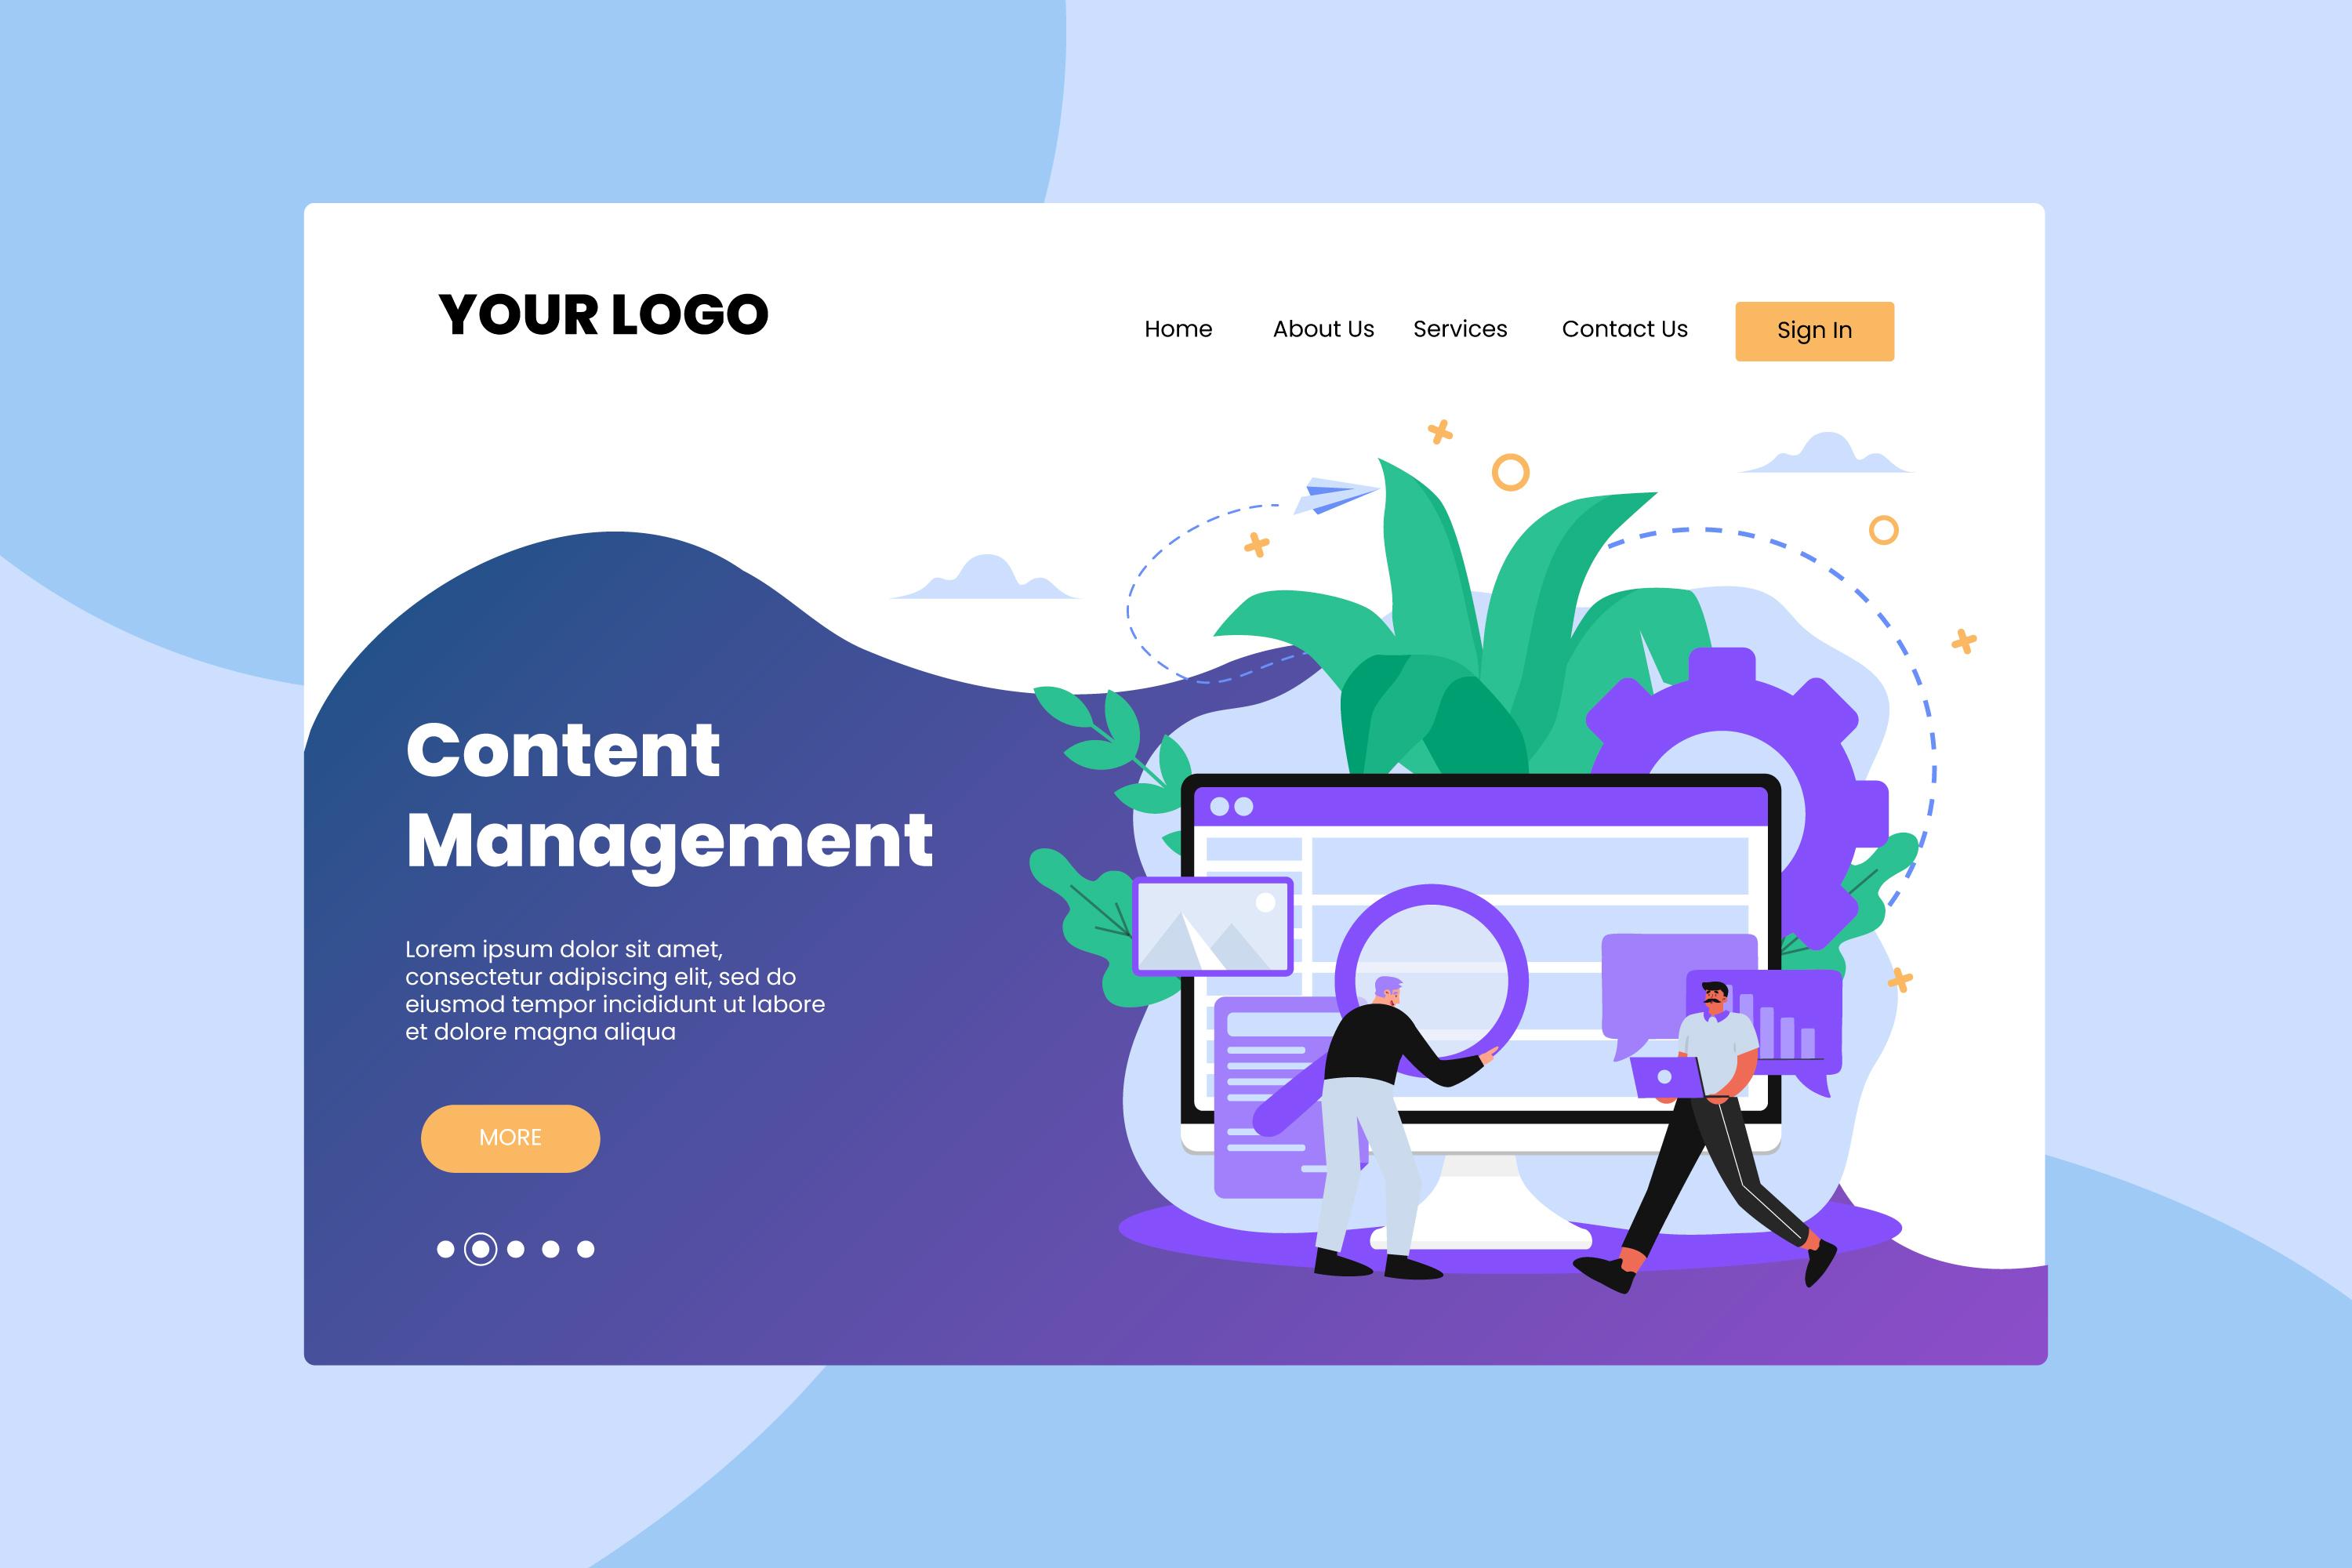 YOUR LOGO
Home About Us Services Contact Us Sign In
Content
Management
Lorem ipsum dolor sit amet,
consectetur adipiscing elit, sed do
eiusmod tempor incididunt ut labore
et dolore magna aliqua
MORE